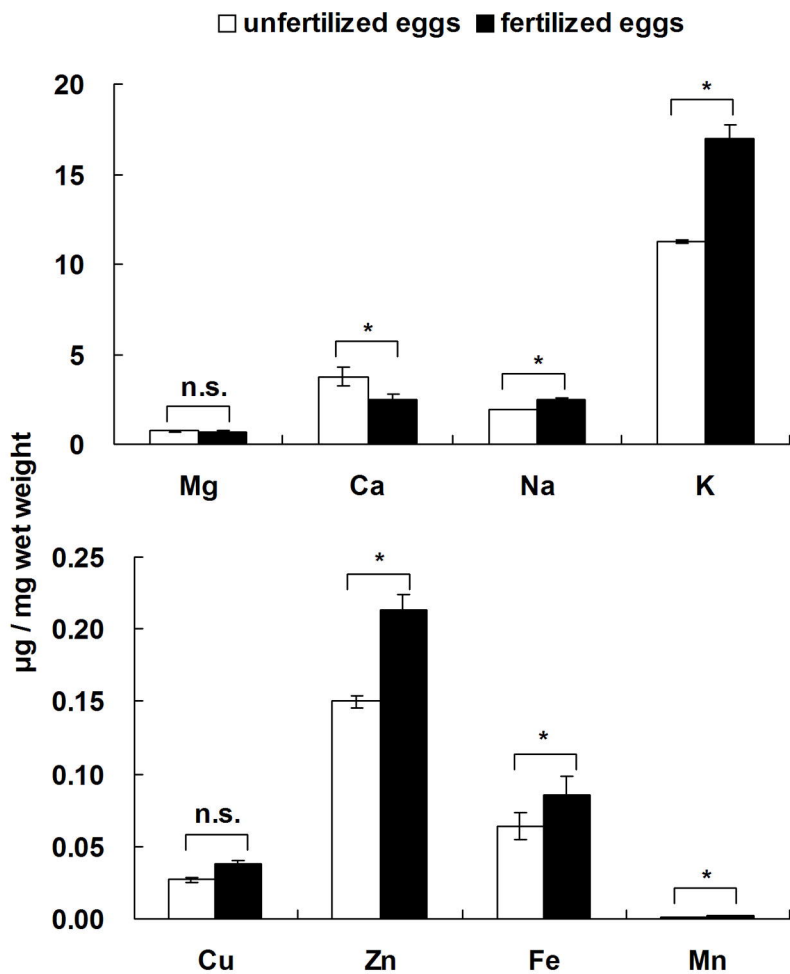 unfertilized eggs fertilized eggs
20
*
15
10
*
5
*
n.s.
0
Mg Ca Na K
µg / mg wet weight
0.25
*
0.20
0.15
*
0.10
n.s.
0.05
*
0.00
Cu Zn Fe Mn